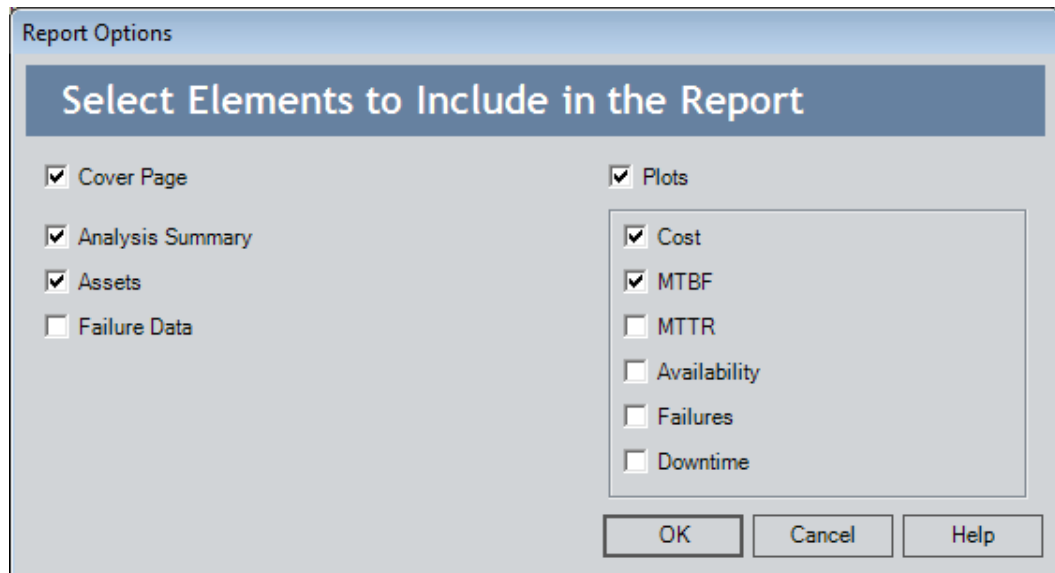 Report Options
Select Elements to Include in the Report
Cover Page
Analysis Summary
Assets
Failure Data
Plots
Cost
MTBF
MTTR
Availability
Failures
Downtime
OK
Cancel
Help